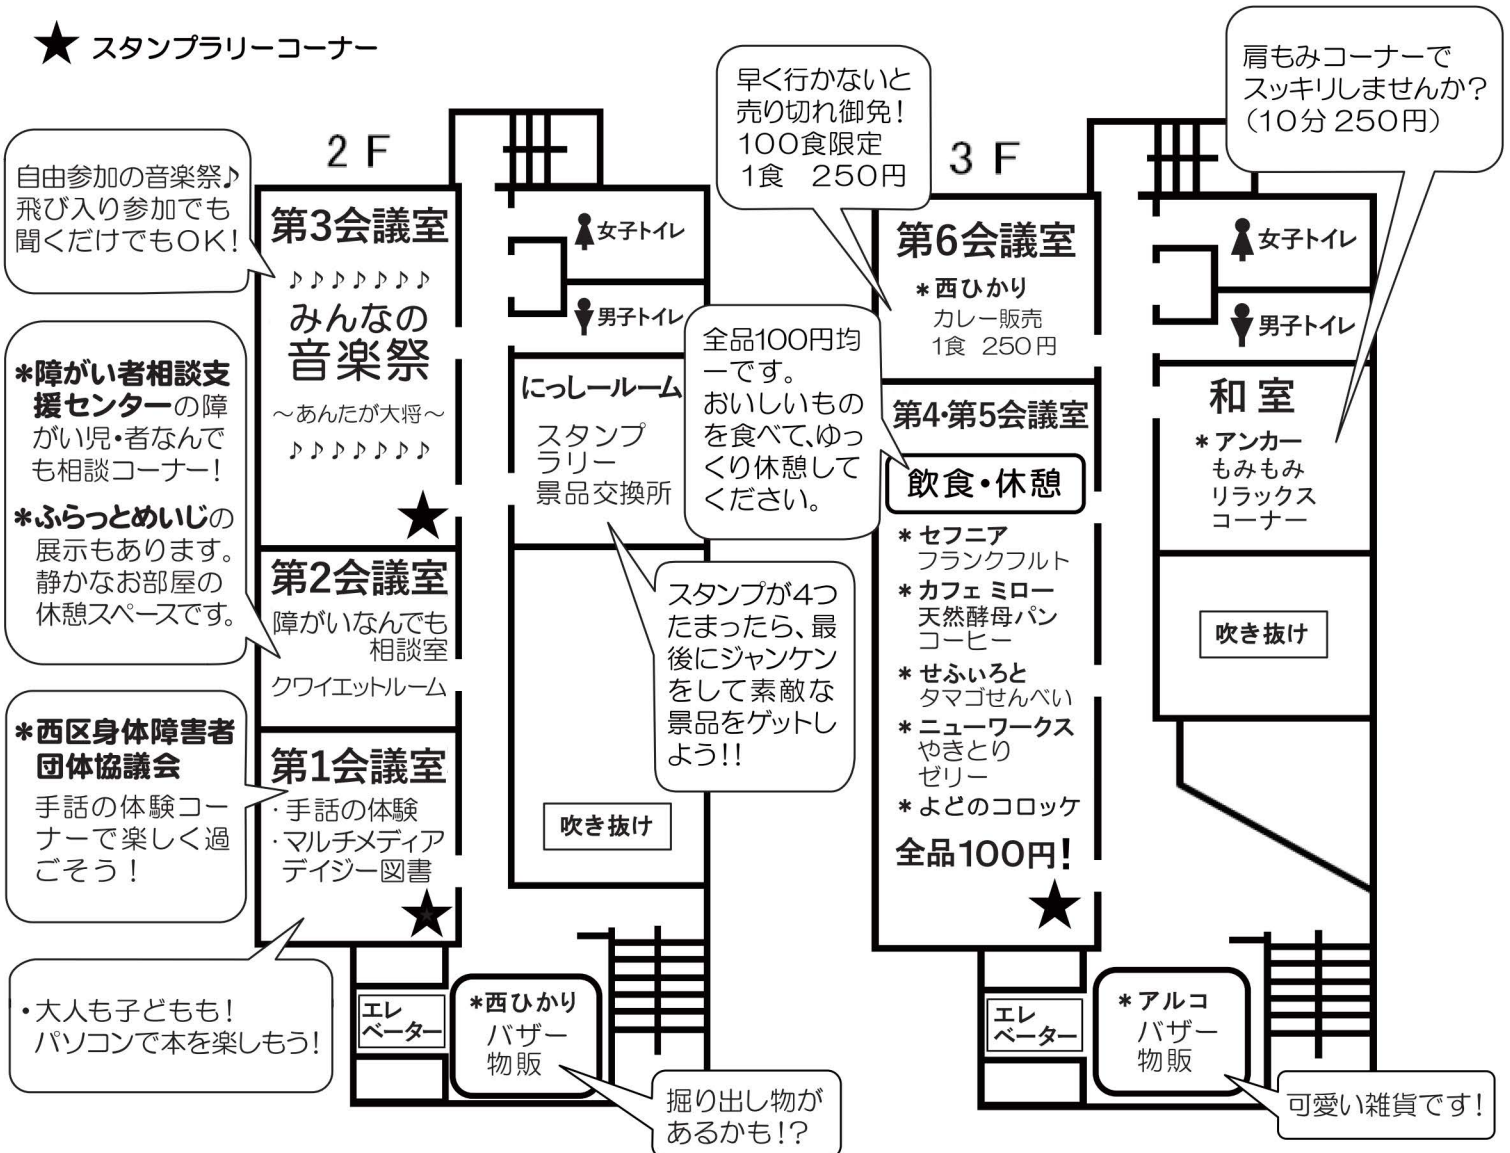 ★ スタンプラリーコーナー
2F
自由参加の音楽祭♪
飛び入り参加でも
聞くだけでもOK!
第3会議室
♪♪♪♪♪♪♪
みんなの
音楽祭
～あんたが大将～
♪♪♪♪♪♪♪
★
女子トイレ
男子トイレ
にっしールーム
スタンプ
ラリー
景品交換所
スタンプが4つ
たまったら、最
後にジャンケン
をして素敵な
景品をゲットし
よう!!
*障がい者相談支
援センターの障
がい児・者なんで
も相談コーナー!
*ふらっとめいじの
展示もあります。
静かなお部屋の
休憩スペースです。
第2会議室
障がいなんでも
相談室
クワイエットルーム
*西区身体障害者
団体協議会
手話の体験コー
ナーで楽しく過
ごそう!
第1会議室
・手話の体験
・マルチメディア
デイジー図書
★
・大人も子どもも!
パソコンで本を楽しもう!
吹き抜け
エレ
ベーター
*西ひかり
バザー
物販
掘り出し物が
あるかも!?
3F
早く行かないと
売り切れ御免!
100食限定
1食 250円
第6会議室
*西ひかり
カレー販売
1食 250円
全品100円均
一です。
おいしいもの
を食べて、ゆっ
くり休憩して
ください。
第4・第5会議室
飲食・休憩
*セフニア
フランクフルト
*カフェ ミロー
天然酵母パン
コーヒー
*せふぃろと
タマゴせんべい
*ニューワークス
やきとり
ゼリー
*よどのコロッケ
全品100円!
★
肩もみコーナーで
スッキリしませんか?
(10分 250円)
女子トイレ
男子トイレ
和室
*アンカー
もみもみ
リラックス
コーナー
吹き抜け
エレ
ベーター
*アルコ
バザー
物販
可愛い雑貨です!